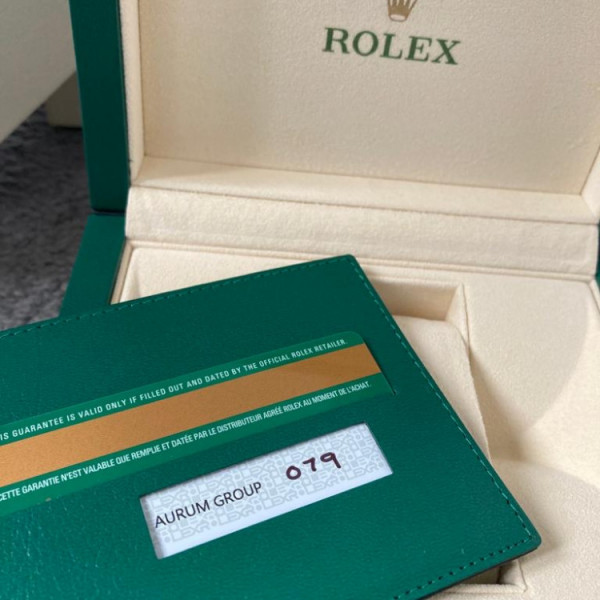 ROLEX
IS GUARANTEE IS VALID ONLY IF FILLED OUT AND DATED BY THE OFFICIAL ROLEX RETAILER.
CETTE GARANTIE N'EST VALABLE QUE REMPLIE ET DATÉE PAR LE DISTRIBUTEUR AGRÉÉ ROLEX AU MOMENT DE L'ACHAT.
AURUM GROUP 079